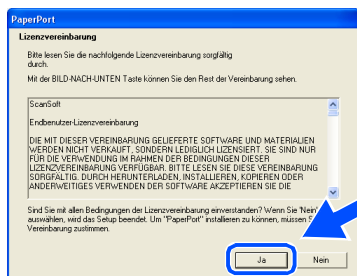 PaperPort
Lizenzvereinbarung
Bitte lesen Sie die nachfolgende Lizenzvereinbarung sorgfältig
durch.
Mit der BILD-NACH-UNTEN Taste können Sie den Rest der Vereinbarung sehen.
ScanSoft
Endbenutzer-Lizenzvereinbarung
DIE MIT DIESER VEREINBARUNG GELIEFERTE SOFTWARE UND MATERIALIEN
WERDEN NICHT VERKAUFT, SONDERN LEDIGLICH LIZENSIERT. SIE SIND NUR
FÜR DIE VERWENDUNG IM RAHMEN DER BEDINGUNGEN DIESER
LIZENZVEREINBARUNG VERFÜGBAR. BITTE LESEN SIE DIESE VEREINBARUNG
SORGFÄLTIG. DURCH HERUNTERLADEN, INSTALLIEREN, KOPIEREN ODER
ANDERWEITIGES VERWENDEN DER SOFTWARE AKZEPTIEREN SIE DIE
Sind Sie mit allen Bedingungen der Lizenzvereinbarung einverstanden? Wenn Sie 'Nein'
auswählen, wird das Setup beendet. Um "PaperPort" installieren zu können, müssen
Vereinbarung zustimmen.
Ja
Nein